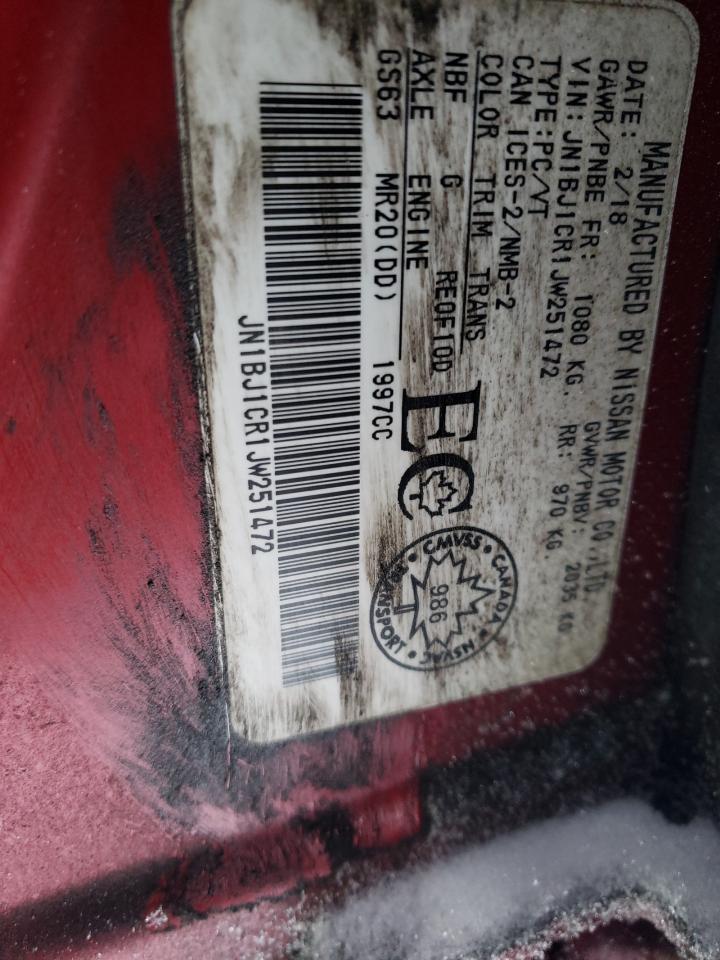 MANUFACTURED BY NISSAN MOTOR CO.,LTD.
DATE: 2/18 GVWR/PNBV: 2035 KG
GAWR/PNBE FR: 1080 KG. RR: 970 KG.
VIN: JN1BJ1CR1JW251472
TYPE:PC/VT
CAN ICES-2/NMB-2
COLOR TRIM TRANS
NBF G RE0F10D
AXLE ENGINE
GS63 MR20(DD) 1997CC
EC
CMVSS • CANADA • NSVAC • TRANSPORT
986
JN1BJ1CR1JW251472